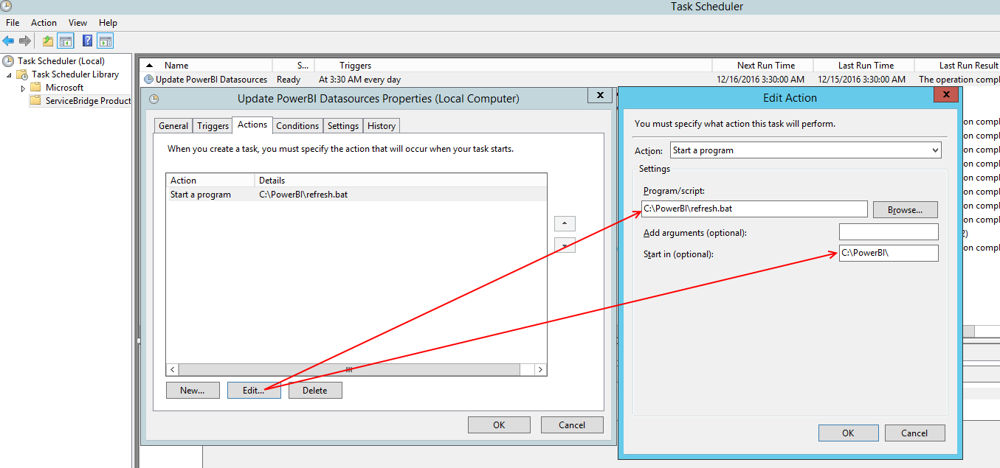 Task Scheduler
File Action View Help
Task Scheduler (Local)
Task Scheduler Library
Microsoft
ServiceBridge Product
Name S... Triggers Next Run Time Last Run Time Last Run Result
Update PowerBI Datasources Ready At 3:30 AM every day 12/16/2016 3:30:00 AM 12/15/2016 3:30:00 AM The operation compl
Update PowerBI Datasources Properties (Local Computer)
x
General Triggers Actions Conditions Settings History
When you create a task, you must specify the action that will occur when your task starts.
Action Details
Start a program C:\PowerBI\refresh.bat
New... Edit... Delete
OK Cancel
Edit Action
x
You must specify what action this task will perform.
Action: Start a program
Settings
Program/script:
C:\PowerBI\refresh.bat Browse...
Add arguments (optional):
Start in (optional): C:\PowerBI\
OK Cancel
on compl
on compl
on compl
on compl
on compl
on compl
on compl
on compl
2)
on compl